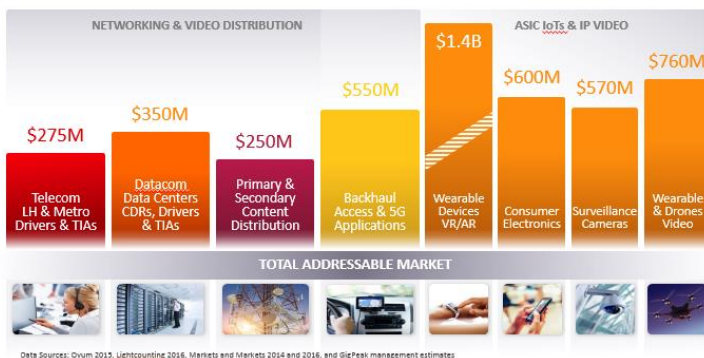 NETWORKING & VIDEO DISTRIBUTION
ASIC IoTs & IP VIDEO
$275M
Telecom
LH & Metro
Drivers & TIAs
$350M
Datacom
Data Centers
CDRs, Drivers
& TIAs
$250M
Primary &
Secondary
Content
Distribution
$550M
Backhaul
Access & 5G
Applications
$1.4B
Wearable
Devices
VR/AR
$600M
Consumer
Electronics
$570M
Surveillance
Cameras
$760M
Wearable
& Drones
Video
TOTAL ADDRESSABLE MARKET
Data Sources: Ovum 2015, Lightcounting 2016, Markets and Markets 2014 and 2016, and GigPeak management estimates